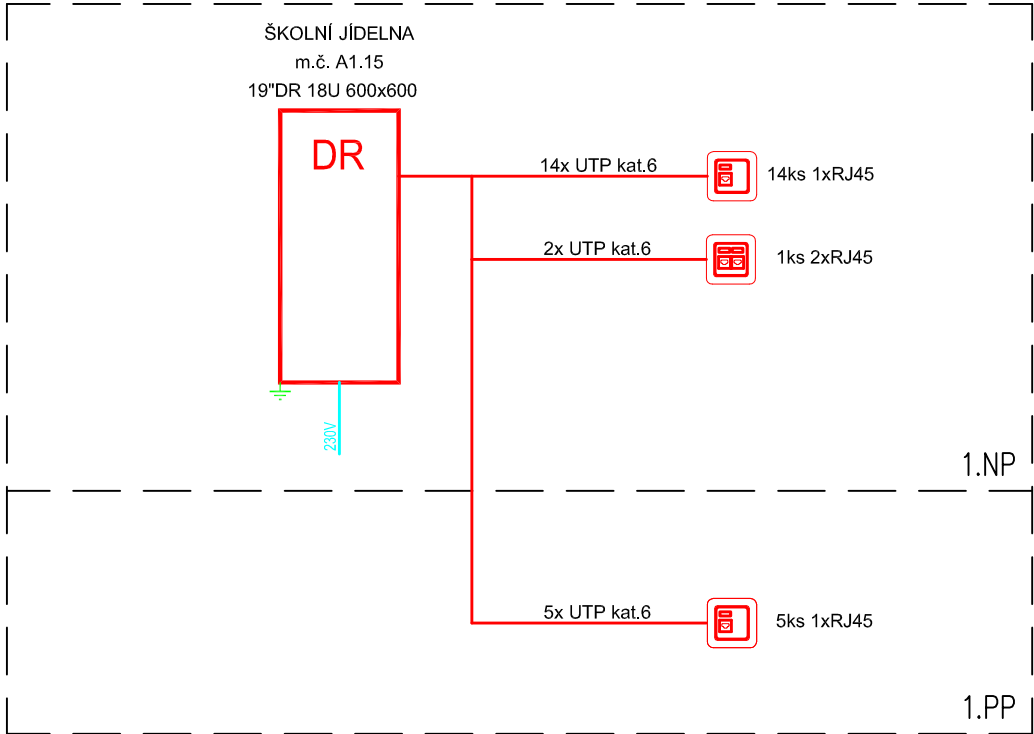 ŠKOLNÍ JÍDELNA
m.č. A1.15
19"DR 18U 600x600
DR
14x UTP kat.6
14ks 1xRJ45
2x UTP kat.6
1ks 2xRJ45
230V
1.NP
5x UTP kat.6
5ks 1xRJ45
1.PP